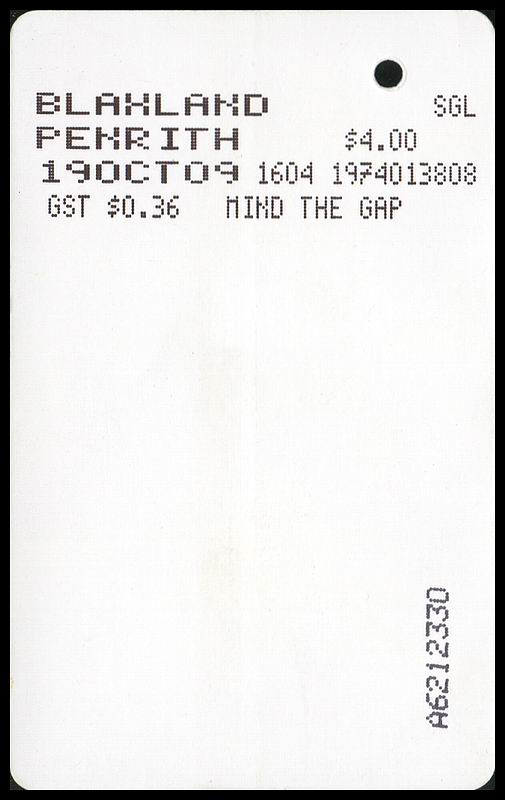 BLAXLAND SGL
PENRITH $4.00
19OCT09 1604 1974013808
GST $0.36 MIND THE GAP
A6212330